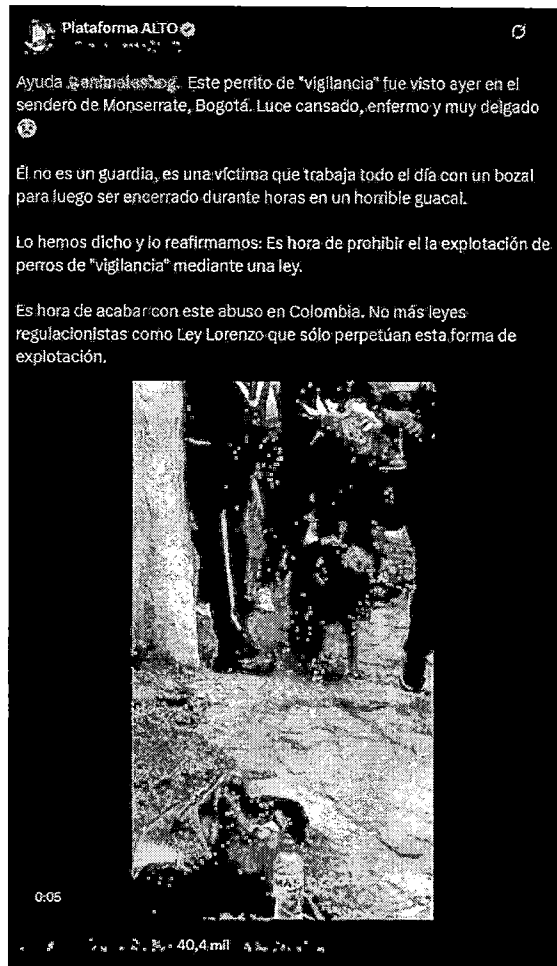 Plataforma ALTO
Ayuda @animalesbog. Este perrito de "vigilancia" fue visto ayer en el
sendero de Monserrate, Bogotá. Luce cansado, enfermo y muy delgado
Él no es un guardia, es una víctima que trabaja todo el día con un bozal
para luego ser encerrado durante horas en un horrible guacal.
Lo hemos dicho y lo reafirmamos: Es hora de prohibir el la explotación de
perros de "vigilancia" mediante una ley.
Es hora de acabar con este abuso en Colombia. No más leyes
regulacionistas como Ley Lorenzo que sólo perpetúan esta forma de
explotación.
0:05
40,4 mil